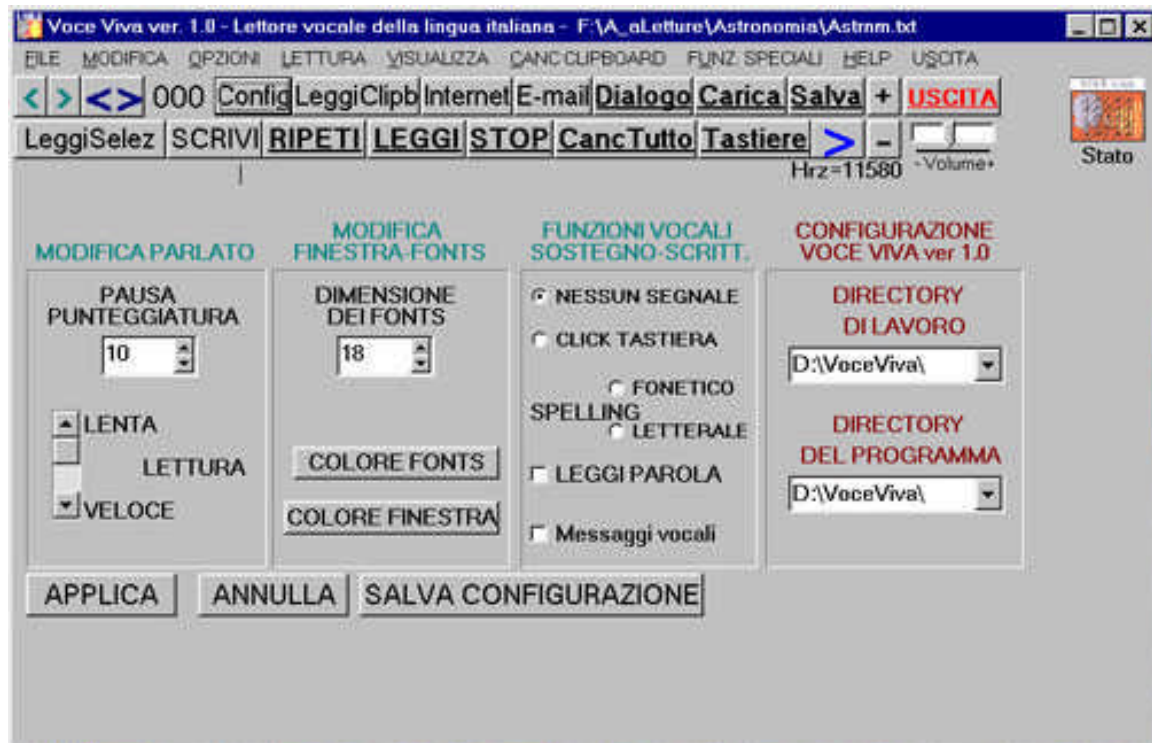 Voce Viva ver. 1.0 - Lettore vocale della lingua italiana - F:\A_aLetture\Astronomia\Astrnm.txt
FILE MODIFICA OPZIONI LETTURA VISUALIZZA CANC CLIPBOARD FUNZ SPECIALI HELP USCITA
< > <> 000 Config LeggiClipb Internet E-mail Dialogo Carica Salva + USCITA
LeggiSelez SCRIVI RIPETI LEGGI STOP CancTutto Tastiere > - - Volume+
Stato
Hrz=11580
MODIFICA PARLATO
PAUSA
PUNTEGGIATURA
10
LENTA
LETTURA
VELOCE
MODIFICA
FINESTRA-FONTS
DIMENSIONE
DEI FONTS
18
COLORE FONTS
COLORE FINESTRA
FUNZIONI VOCALI
SOSTEGNO-SCRITT.
NESSUN SEGNALE
CLICK TASTIERA
FONETICO
SPELLING
LETTERALE
LEGGI PAROLA
Messaggi vocali
CONFIGURAZIONE
VOCE VIVA ver 1.0
DIRECTORY
DI LAVORO
D:\VoceViva\
DIRECTORY
DEL PROGRAMMA
D:\VoceViva\
APPLICA ANNULLA SALVA CONFIGURAZIONE